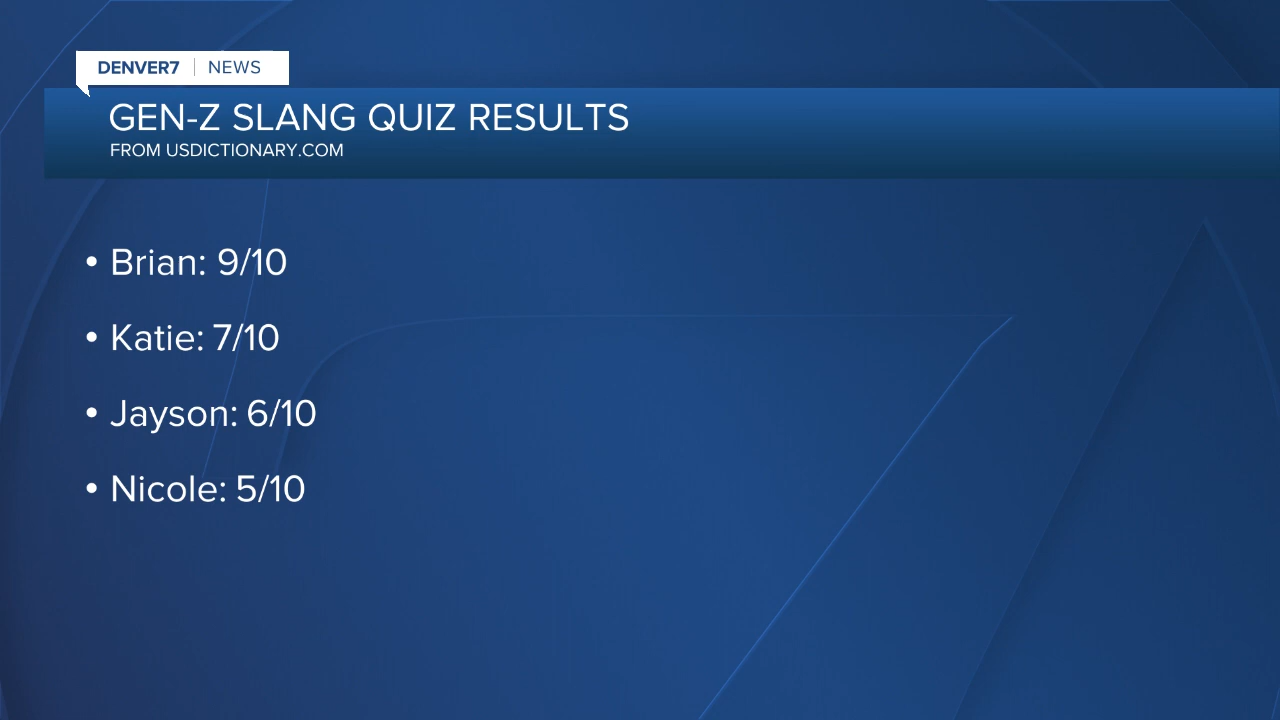 DENVER7 | NEWS
GEN-Z SLANG QUIZ RESULTS
FROM USDICTIONARY.COM
• Brian: 9/10
• Katie: 7/10
• Jayson: 6/10
• Nicole: 5/10